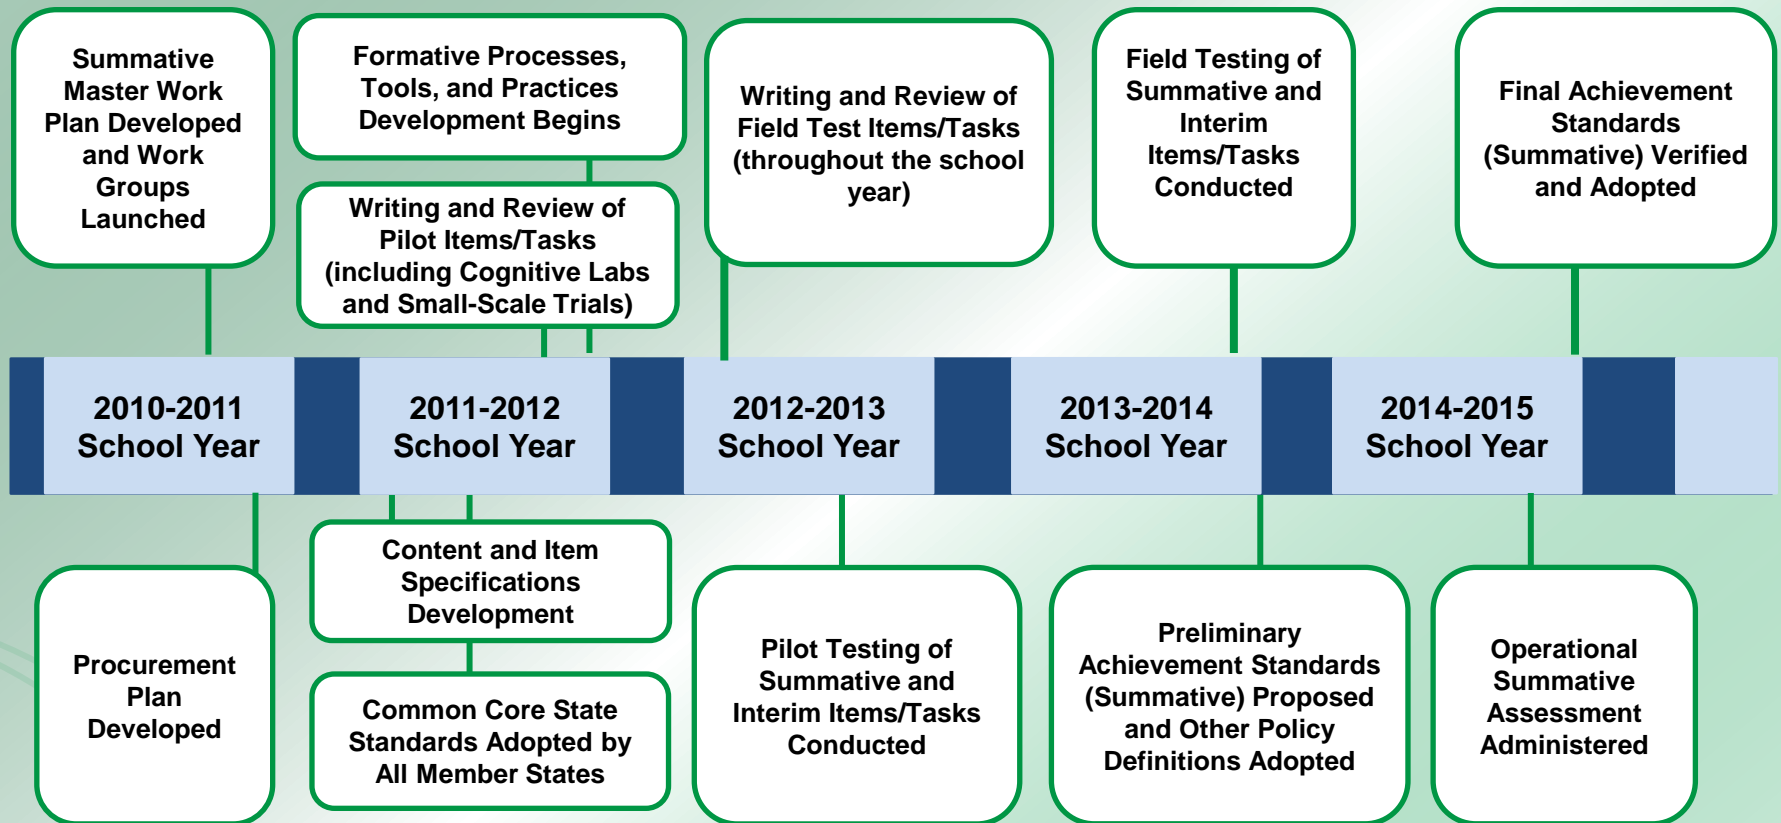 Summative
Master Work
Plan Developed
and Work
Groups
Launched
Formative Processes,
Tools, and Practices
Development Begins
Writing and Review of
Pilot Items/Tasks
(including Cognitive Labs
and Small-Scale Trials)
Writing and Review of
Field Test Items/Tasks
(throughout the school
year)
Field Testing of
Summative and
Interim
Items/Tasks
Conducted
Final Achievement
Standards
(Summative) Verified
and Adopted
2010-2011
School Year
2011-2012
School Year
2012-2013
School Year
2013-2014
School Year
2014-2015
School Year
Procurement
Plan
Developed
Content and Item
Specifications
Development
Common Core State
Standards Adopted by
All Member States
Pilot Testing of
Summative and
Interim Items/Tasks
Conducted
Preliminary
Achievement Standards
(Summative) Proposed
and Other Policy
Definitions Adopted
Operational
Summative
Assessment
Administered